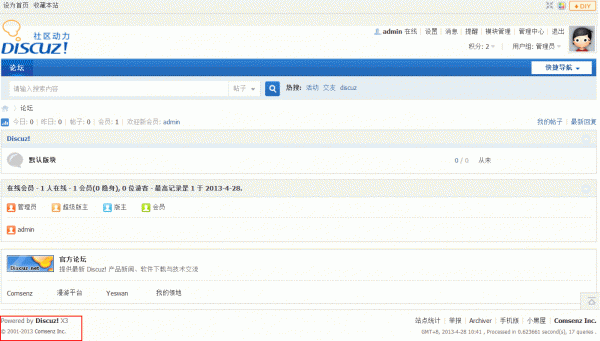 设为首页 收藏本站
DIY
社区动力
DISCUZ!
admin 在线 | 设置 | 消息 | 提醒 | 模块管理 | 管理中心 | 退出
积分: 2 | 用户组: 管理员
论坛
快捷导航
请输入搜索内容 帖子 热搜: 活动 交友 discuz
论坛
今日: 0 | 昨日: 0 | 帖子: 0 | 会员: 1 | 欢迎新会员: admin 我的帖子 | 最新回复
Discuz!
默认版块 0 / 0 从未
在线会员 - 1 人在线 - 1 会员(0 隐身), 0 位游客 - 最高记录是 1 于 2013-4-28.
管理员 超级版主 版主 会员
admin
Discuz.net
官方论坛
提供最新 Discuz! 产品新闻、软件下载与技术交流
Comsenz 漫游平台 Yeswan 我的领地
Powered by Discuz! X3
© 2001-2013 Comsenz Inc.
站点统计 | 举报 | Archiver | 手机版 | 小黑屋 | Comsenz Inc.
GMT+8, 2013-4-28 10:41 , Processed in 0.623661 second(s), 17 queries .